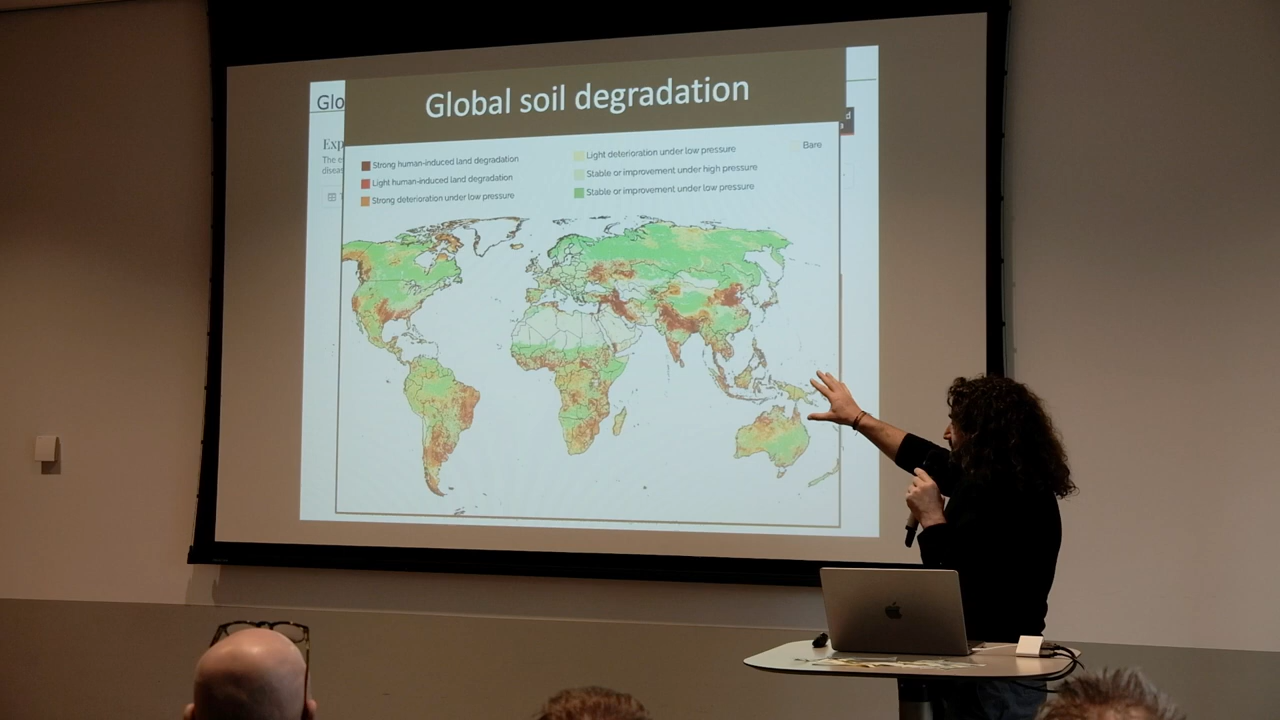 Global soil degradation
Glo
Exp
The e
disea
Strong human-induced land degradation
Light human-induced land degradation
Strong deterioration under low pressure
Light deterioration under low pressure
Stable or improvement under high pressure
Stable or improvement under low pressure
Bare